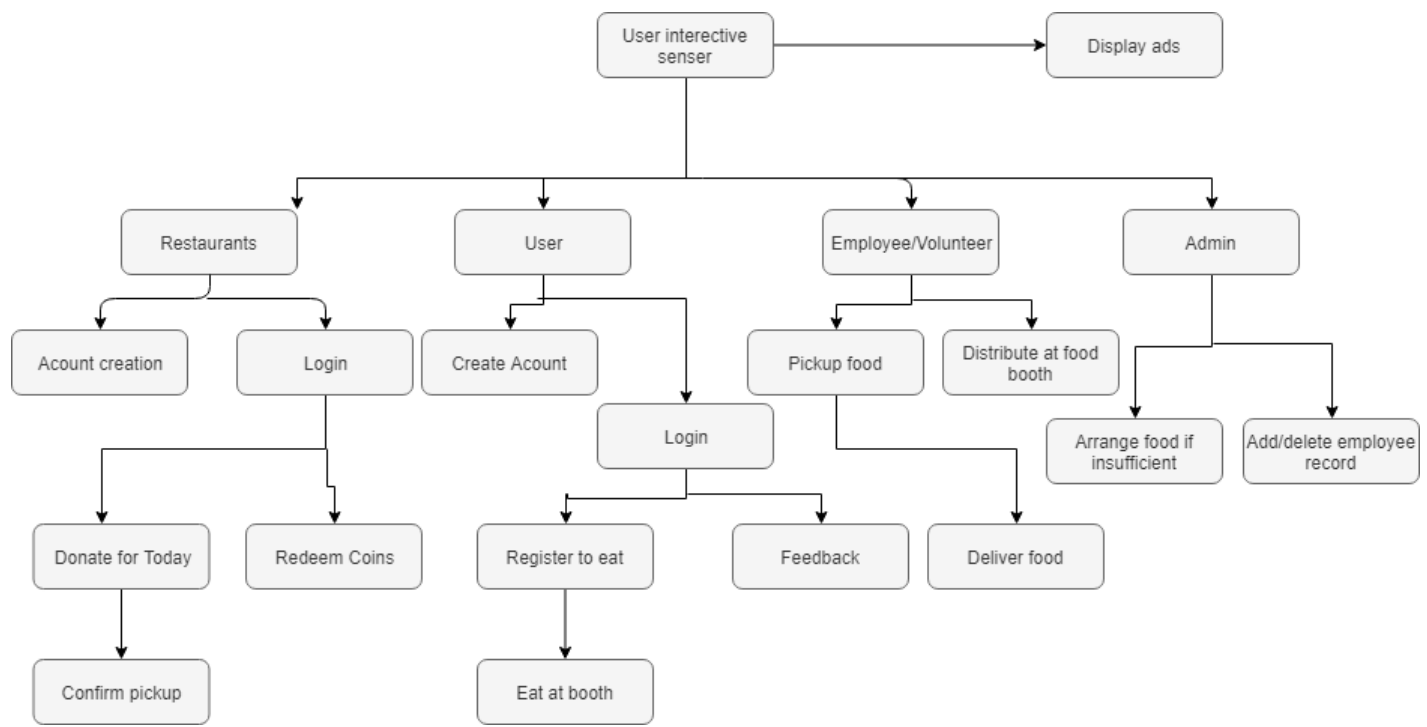 User interective
senser
Display ads
Restaurants
User
Employee/Volunteer
Admin
Acount creation
Login
Create Acount
Pickup food
Distribute at food
booth
Login
Arrange food if
insufficient
Add/delete employee
record
Donate for Today
Redeem Coins
Register to eat
Feedback
Deliver food
Confirm pickup
Eat at booth